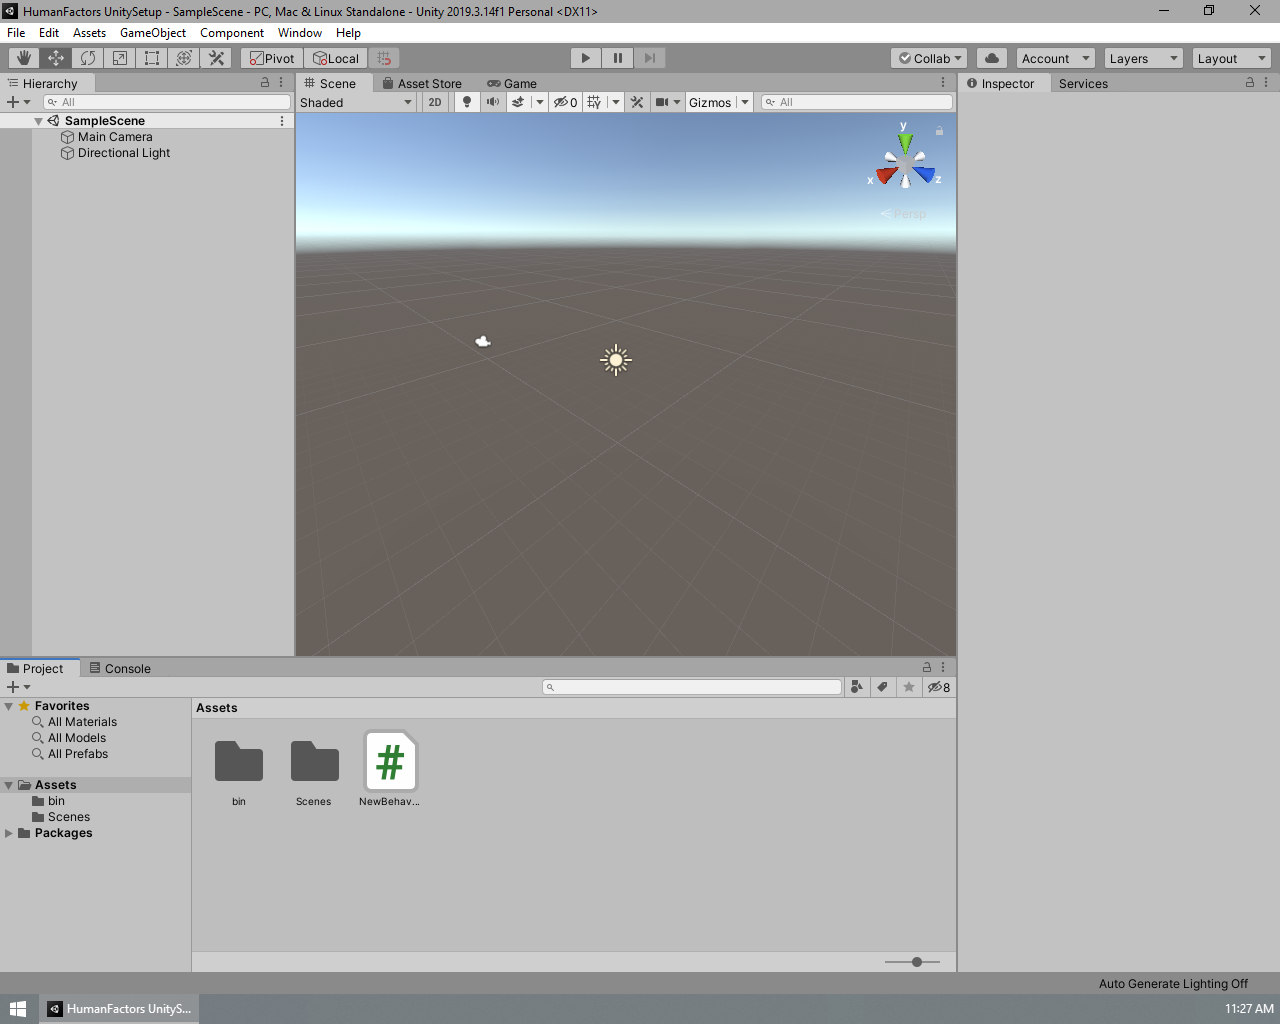 HumanFactors UnitySetup - SampleScene - PC, Mac & Linux Standalone - Unity 2019.3.14f1 Personal <DX11>
File Edit Assets GameObject Component Window Help
Pivot Local Collab Account Layers Layout
Hierarchy
All
SampleScene
Main Camera
Directional Light
Scene Asset Store Game
Shaded 2D 0 Gizmos All
y
x z
Persp
Inspector Services
Project Console
8
Favorites
All Materials
All Models
All Prefabs
Assets
bin
Scenes
Packages
Assets
bin Scenes NewBehav...
Auto Generate Lighting Off
HumanFactors UnityS... 11:27 AM